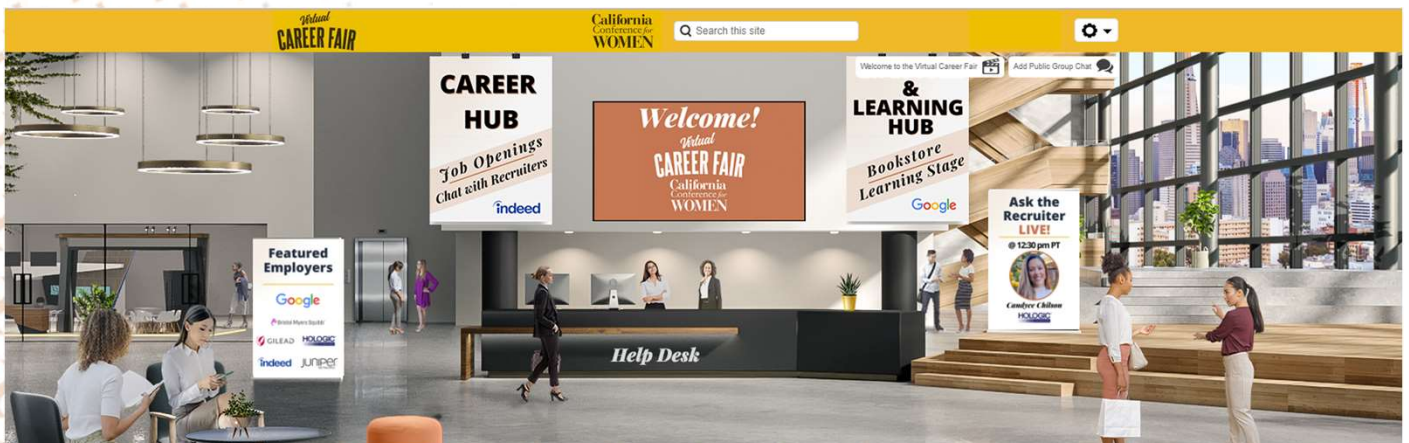 Virtual
CAREER FAIR
California
Conference for
WOMEN
Search this site
Welcome to the Virtual Career Fair
Add Public Group Chat
CAREER
HUB
Job Openings
Chat with Recruiters
indeed
Welcome!
Virtual
CAREER FAIR
California
Conference for
WOMEN
&
LEARNING
HUB
Bookstore
Learning Stage
Google
Featured
Employers
Google
Bristol Myers Squibb
GILEAD HOLOGIC
indeed JUNIPER
Ask the
Recruiter
LIVE!
@ 12:30 pm PT
Candyce Chilson
HOLOGIC
Help Desk